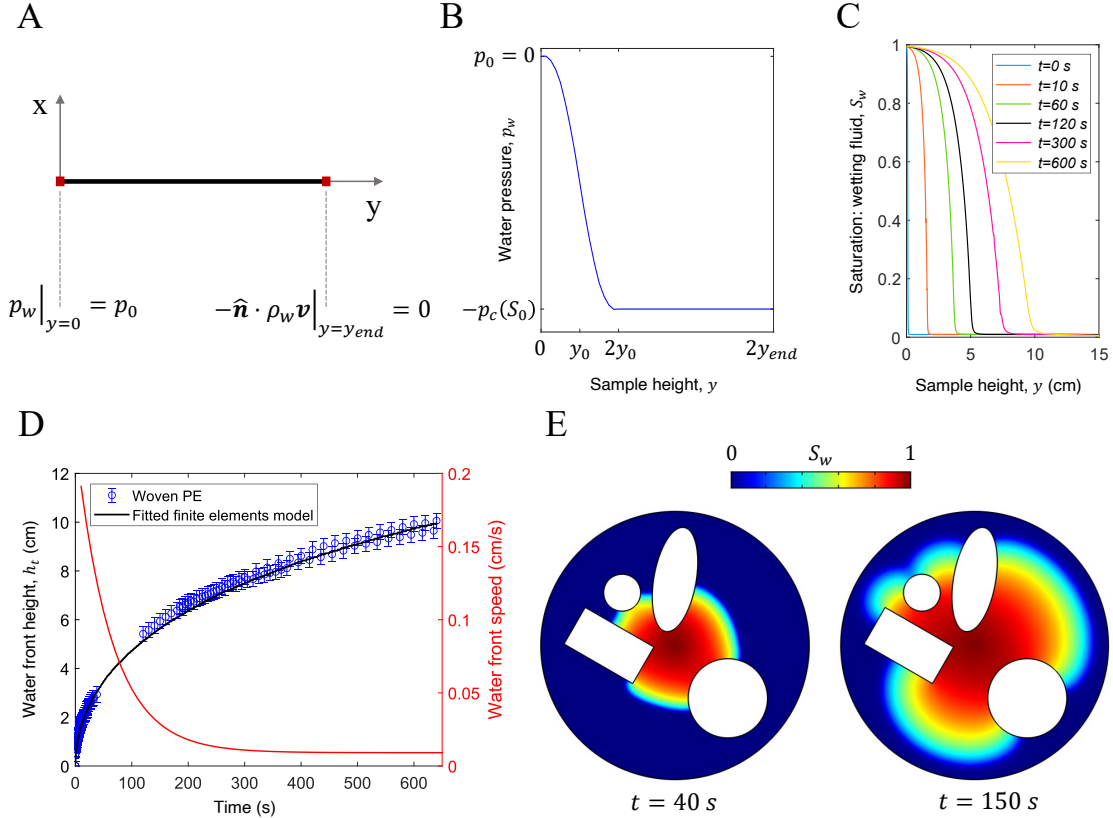 A
x
y
p_w|_{y=0} = p_0
−n̂ · ρ_w v|_{y=y_{end}} = 0
B
Water pressure, p_w
p_0 = 0
−p_c(S_0)
0 y_0 2y_0 2y_{end}
Sample height, y
C
Saturation: wetting fluid, S_w
1
0.8
0.6
0.4
0.2
0
t=0 s
t=10 s
t=60 s
t=120 s
t=300 s
t=600 s
0 5 10 15
Sample height, y (cm)
D
Water front height, h_t (cm)
12
10
8
6
4
2
0
Woven PE
Fitted finite elements model
0.2
0.15
0.1
0.05
0
Water front speed (cm/s)
0 100 200 300 400 500 600
Time (s)
E
0 S_w 1
t = 40 s
t = 150 s